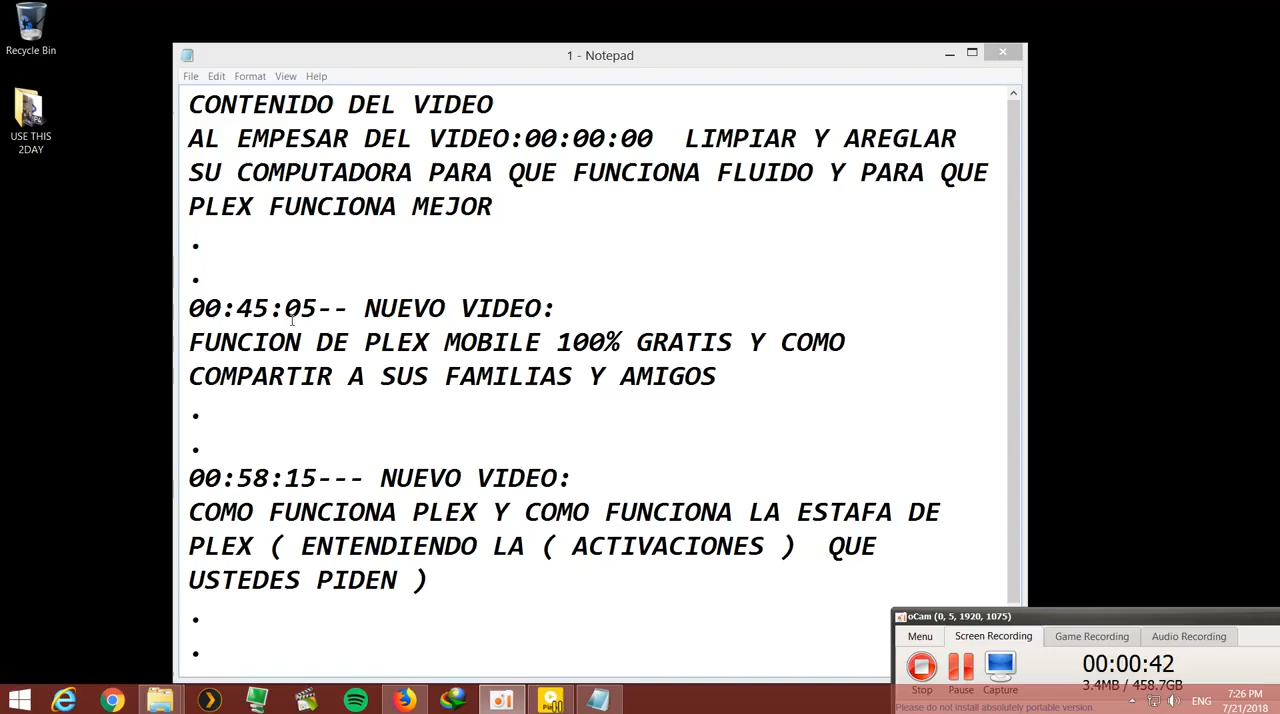 Recycle Bin
USE THIS
2DAY
1 - Notepad
File Edit Format View Help
CONTENIDO DEL VIDEO
AL EMPESAR DEL VIDEO:00:00:00 LIMPIAR Y AREGLAR
SU COMPUTADORA PARA QUE FUNCIONA FLUIDO Y PARA QUE
PLEX FUNCIONA MEJOR
.
.
00:45:05-- NUEVO VIDEO:
FUNCION DE PLEX MOBILE 100% GRATIS Y COMO
COMPARTIR A SUS FAMILIAS Y AMIGOS
.
.
00:58:15--- NUEVO VIDEO:
COMO FUNCIONA PLEX Y COMO FUNCIONA LA ESTAFA DE
PLEX ( ENTENDIENDO LA ( ACTIVACIONES ) QUE
USTEDES PIDEN )
.
.
oCam (0, 5, 1920, 1075)
Menu Screen Recording Game Recording Audio Recording
00:00:42
3.4MB / 458.7GB
Stop Pause Capture
Please do not install absolutely portable version.
ENG
7:26 PM
7/21/2018